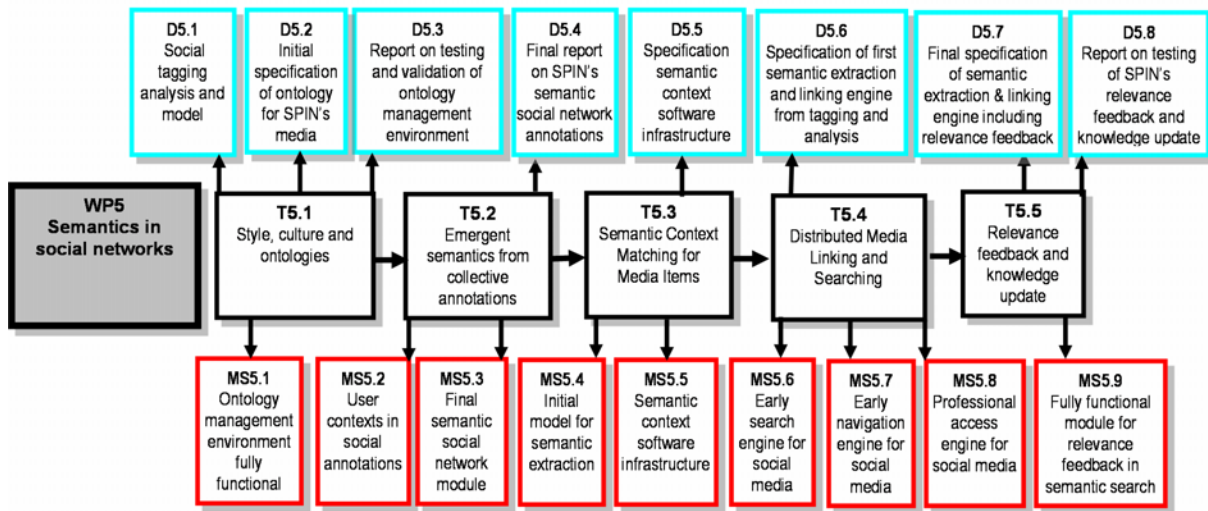 D5.1
Social
tagging
analysis and
model
D5.2
Initial
specification
of ontology
for SPIN's
media
D5.3
Report on testing
and validation of
ontology
management
environment
D5.4
Final report
on SPIN's
semantic
social network
annotations
D5.5
Specification
semantic
context
software
infrastructure
D5.6
Specification of first
semantic extraction
and linking engine
from tagging and
analysis
D5.7
Final specification
of semantic
extraction & linking
engine including
relevance feedback
D5.8
Report on testing
of SPIN's
relevance
feedback and
knowledge update
WP5
Semantics in
social networks
T5.1
Style, culture and
ontologies
T5.2
Emergent
semantics from
collective
annotations
T5.3
Semantic Context
Matching for
Media Items
T5.4
Distributed Media
Linking and
Searching
T5.5
Relevance
feedback and
knowledge
update
MS5.1
Ontology
management
environment
fully
functional
MS5.2
User
contexts in
social
annotations
MS5.3
Final
semantic
social
network
module
MS5.4
Initial
model for
semantic
extraction
MS5.5
Semantic
context
software
infrastructure
MS5.6
Early
search
engine for
social
media
MS5.7
Early
navigation
engine for
social
media
MS5.8
Professional
access
engine for
social media
MS5.9
Fully functional
module for
relevance
feedback in
semantic search